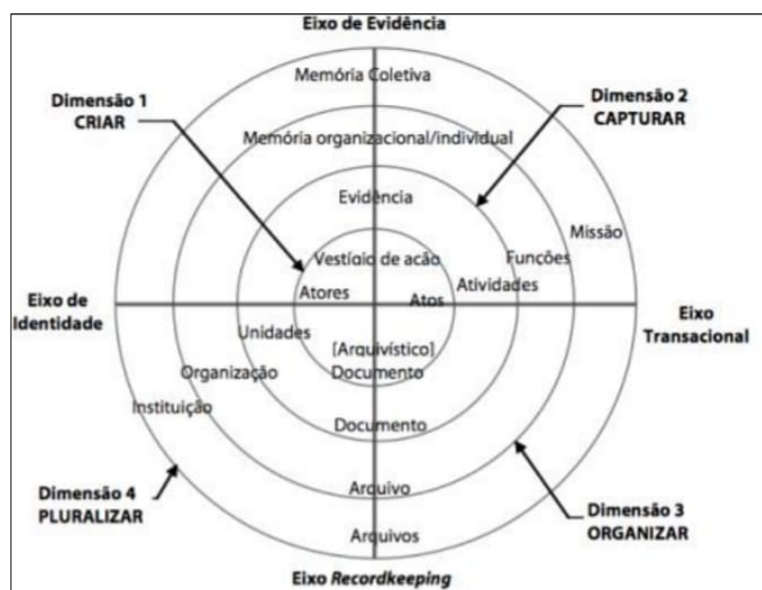 Eixo de Evidência
Memória Coletiva
Dimensão 1
CRIAR
Dimensão 2
CAPTURAR
Memória organizacional/individual
Evidência
Missão
Vestígio de acão
Funções
Atores
Atos
Atividades
Eixo de
Identidade
Eixo
Transacional
Unidades
[Arquivístico]
Documento
Organização
Instituição
Documento
Dimensão 4
PLURALIZAR
Arquivo
Dimensão 3
ORGANIZAR
Arquivos
Eixo Recordkeeping